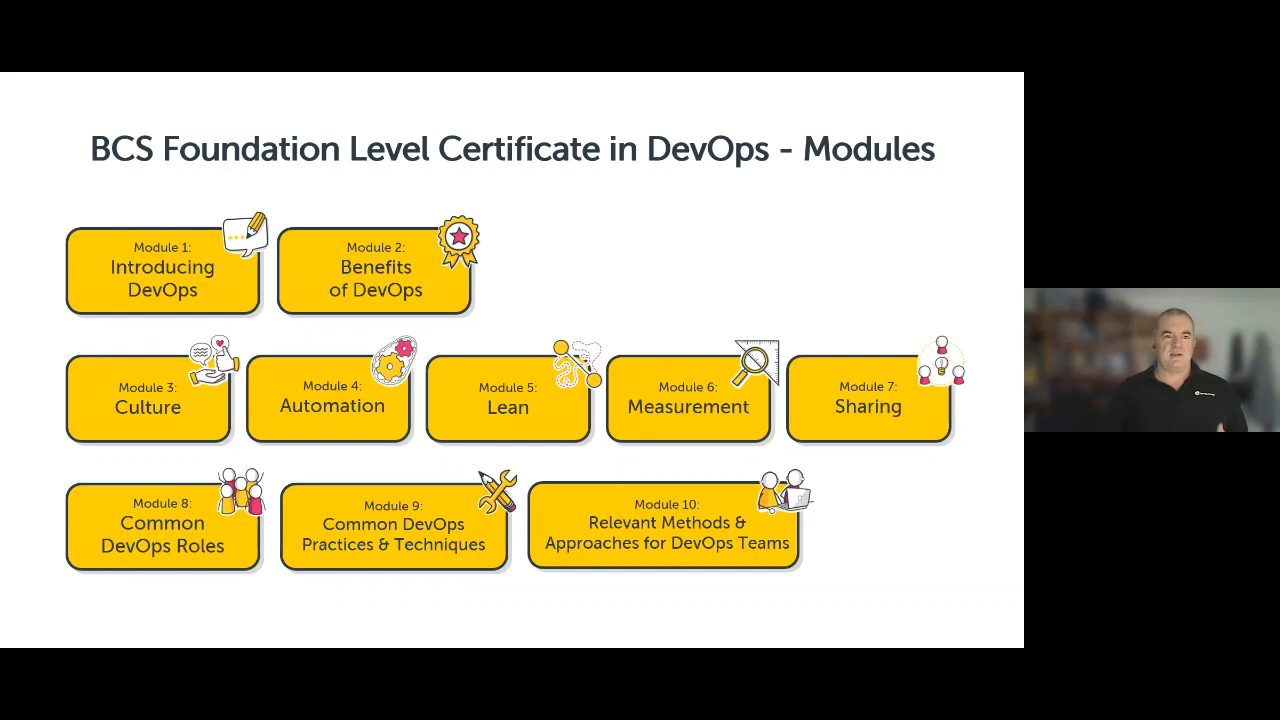 BCS Foundation Level Certificate in DevOps - Modules
Module 1:
Introducing
DevOps
Module 2:
Benefits
of DevOps
Module 3:
Culture
Module 4:
Automation
Module 5:
Lean
Module 6:
Measurement
Module 7:
Sharing
Module 8:
Common
DevOps Roles
Module 9:
Common DevOps
Practices & Techniques
Module 10:
Relevant Methods &
Approaches for DevOps Teams